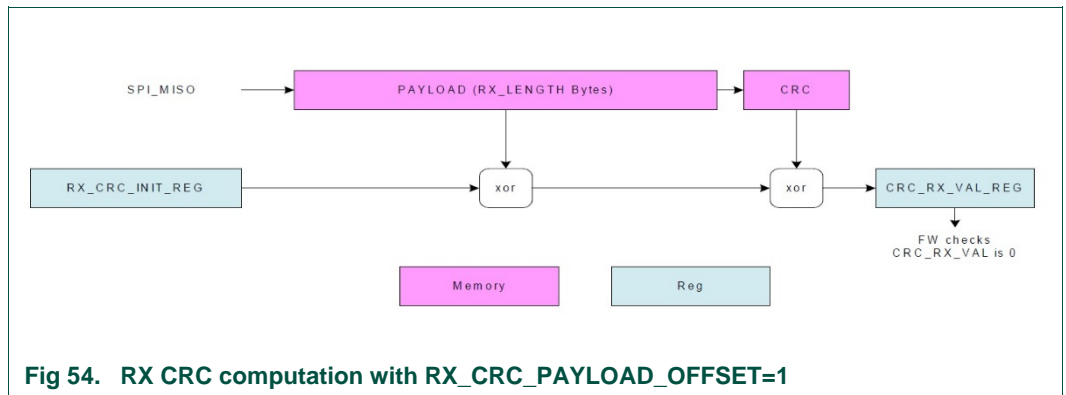 SPI_MISO
PAYLOAD (RX_LENGTH Bytes)
CRC
RX_CRC_INIT_REG
xor
xor
CRC_RX_VAL_REG
FW checks
CRC_RX_VAL is 0
Memory
Reg
Fig 54. RX CRC computation with RX_CRC_PAYLOAD_OFFSET=1